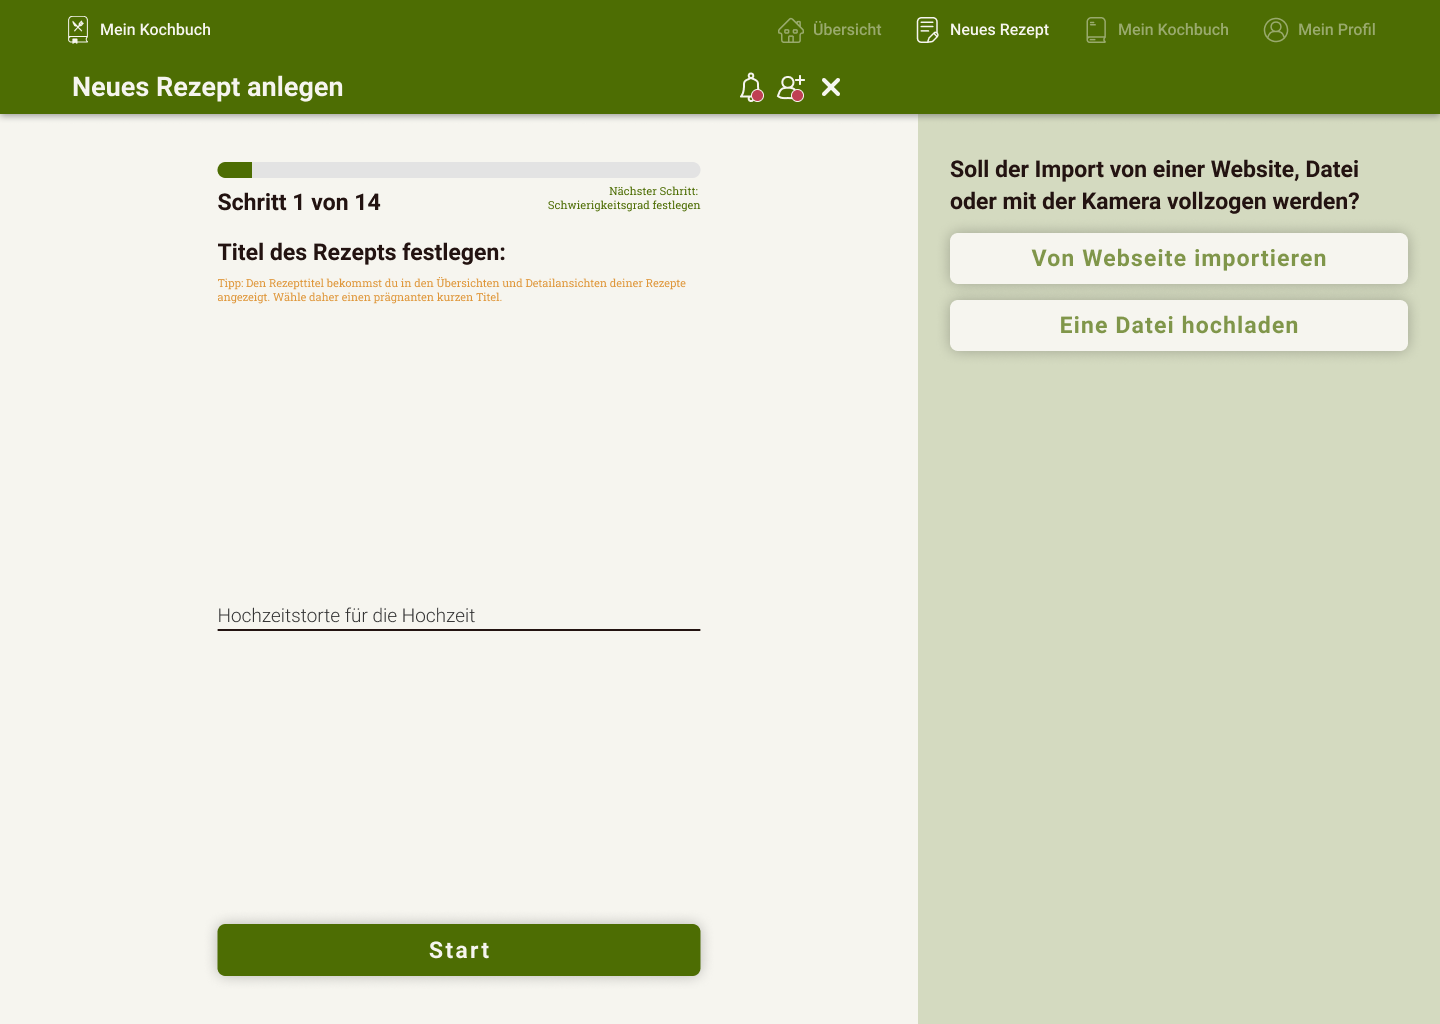 Mein Kochbuch
Übersicht
Neues Rezept
Mein Kochbuch
Mein Profil
Neues Rezept anlegen
Schritt 1 von 14
Nächster Schritt:
Schwierigkeitsgrad festlegen
Titel des Rezepts festlegen:
Tipp: Den Rezepttitel bekommst du in den Übersichten und Detailansichten deiner Rezepte
angezeigt. Wähle daher einen prägnanten kurzen Titel.
Hochzeitstorte für die Hochzeit
Start
Soll der Import von einer Website, Datei
oder mit der Kamera vollzogen werden?
Von Webseite importieren
Eine Datei hochladen